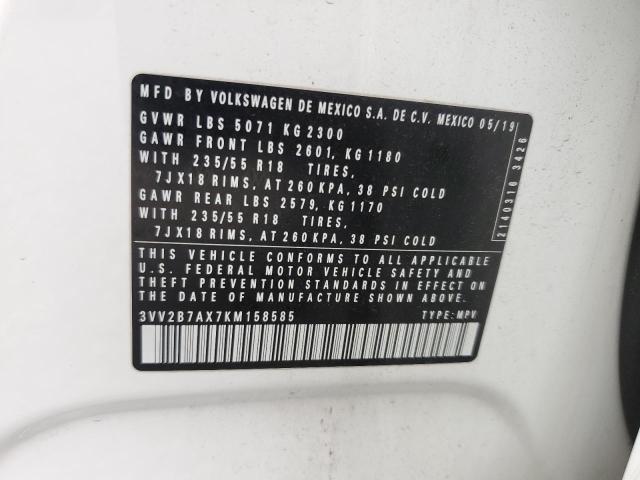 MFD BY VOLKSWAGEN DE MEXICO S.A. DE C.V. MEXICO 05/19
GVWR LBS 5071 KG 2300
GAWR FRONT LBS 2601, KG 1180
WITH 235/55 R18 TIRES,
7JX18 RIMS, AT 260 KPA, 38 PSI COLD
GAWR REAR LBS 2579, KG 1170
WITH 235/55 R18 TIRES,
7JX18 RIMS, AT 260 KPA, 38 PSI COLD
THIS VEHICLE CONFORMS TO ALL APPLICABLE
U.S. FEDERAL MOTOR VEHICLE SAFETY AND
THEFT PREVENTION STANDARDS IN EFFECT ON
THE DATE OF MANUFACTURE SHOWN ABOVE.
3VV2B7AX7KM158585 TYPE: MPV
2140316 3426